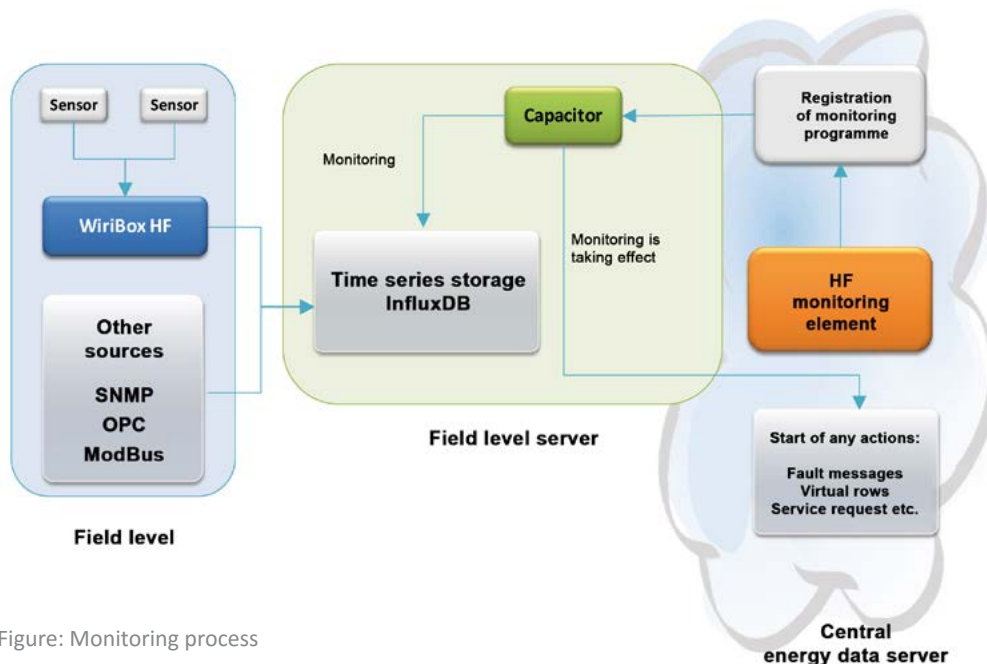 Sensor
Sensor
WiriBox HF
Other
sources
SNMP
OPC
ModBus
Field level
Capacitor
Monitoring
Monitoring is
taking effect
Time series storage
InfluxDB
Field level server
Registration
of monitoring
programme
HF
monitoring
element
Start of any actions:
Fault messages
Virtual rows
Service request etc.
Central
energy data server
Figure: Monitoring process